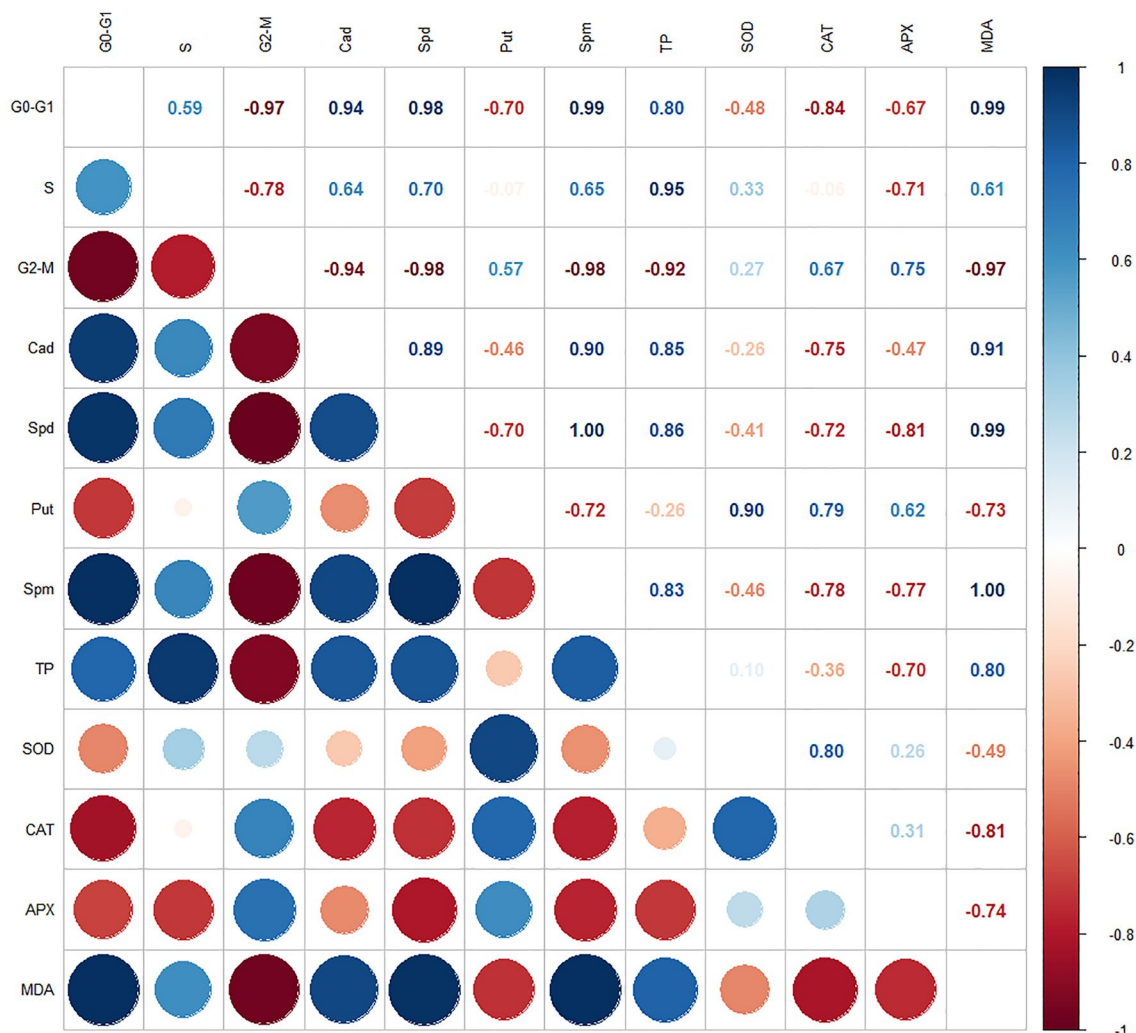 G0-G1 S G2-M Cad Spd Put Spm TP SOD CAT APX MDA
G0-G1 0.59 -0.97 0.94 0.98 -0.70 0.99 0.80 -0.48 -0.84 -0.67 0.99
S -0.78 0.64 0.70 -0.07 0.65 0.95 0.33 -0.06 -0.71 0.61
G2-M -0.94 -0.98 0.57 -0.98 -0.92 0.27 0.67 0.75 -0.97
Cad 0.89 -0.46 0.90 0.85 -0.26 -0.75 -0.47 0.91
Spd -0.70 1.00 0.86 -0.41 -0.72 -0.81 0.99
Put -0.72 -0.26 0.90 0.79 0.62 -0.73
Spm 0.83 -0.46 -0.78 -0.77 1.00
TP 0.10 -0.36 -0.70 0.80
SOD 0.80 0.26 -0.49
CAT 0.31 -0.81
APX -0.74
MDA
1
0.8
0.6
0.4
0.2
0
-0.2
-0.4
-0.6
-0.8
-1